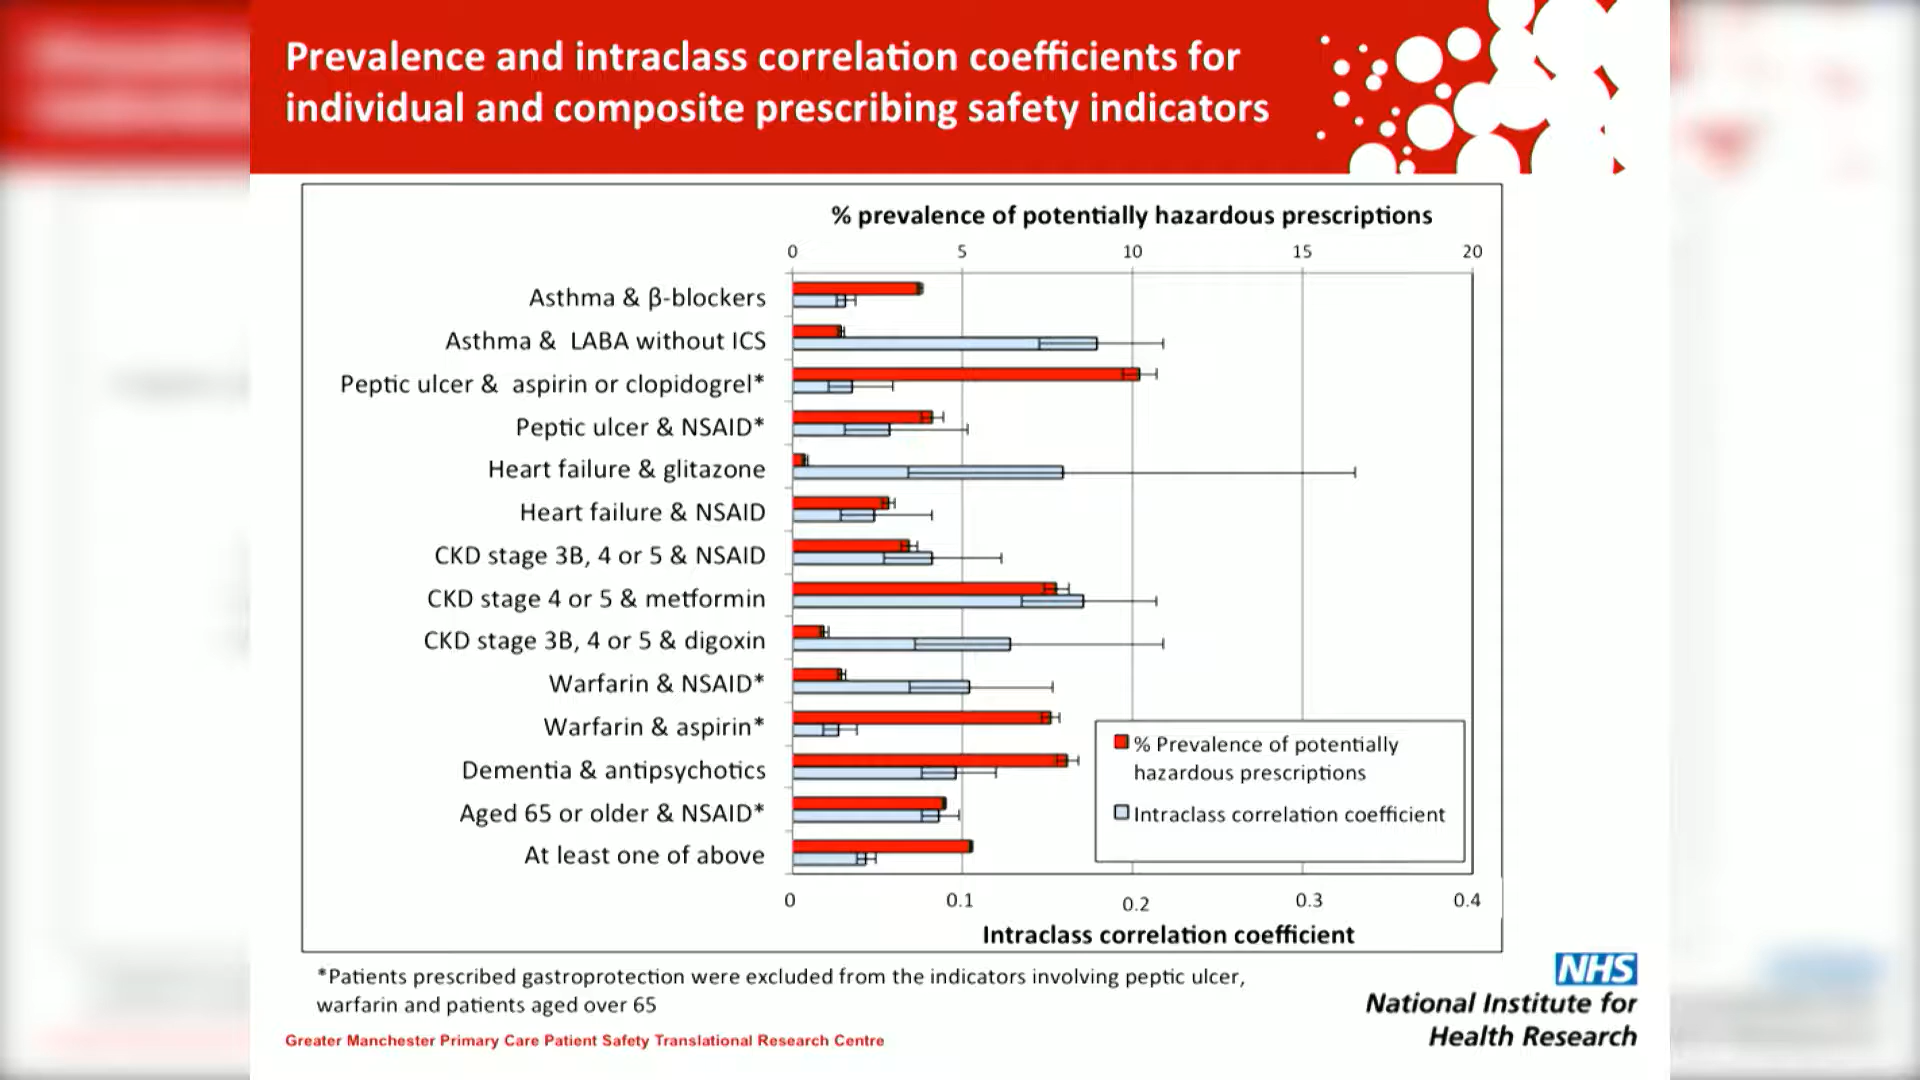 Prevalence and intraclass correlation coefficients for
individual and composite prescribing safety indicators
% prevalence of potentially hazardous prescriptions
0 5 10 15 20
Asthma & β-blockers
Asthma & LABA without ICS
Peptic ulcer & aspirin or clopidogrel*
Peptic ulcer & NSAID*
Heart failure & glitazone
Heart failure & NSAID
CKD stage 3B, 4 or 5 & NSAID
CKD stage 4 or 5 & metformin
CKD stage 3B, 4 or 5 & digoxin
Warfarin & NSAID*
Warfarin & aspirin*
Dementia & antipsychotics
Aged 65 or older & NSAID*
At least one of above
% Prevalence of potentially
hazardous prescriptions
Intraclass correlation coefficient
0 0.1 0.2 0.3 0.4
Intraclass correlation coefficient
*Patients prescribed gastroprotection were excluded from the indicators involving peptic ulcer,
warfarin and patients aged over 65
Greater Manchester Primary Care Patient Safety Translational Research Centre
NHS
National Institute for
Health Research